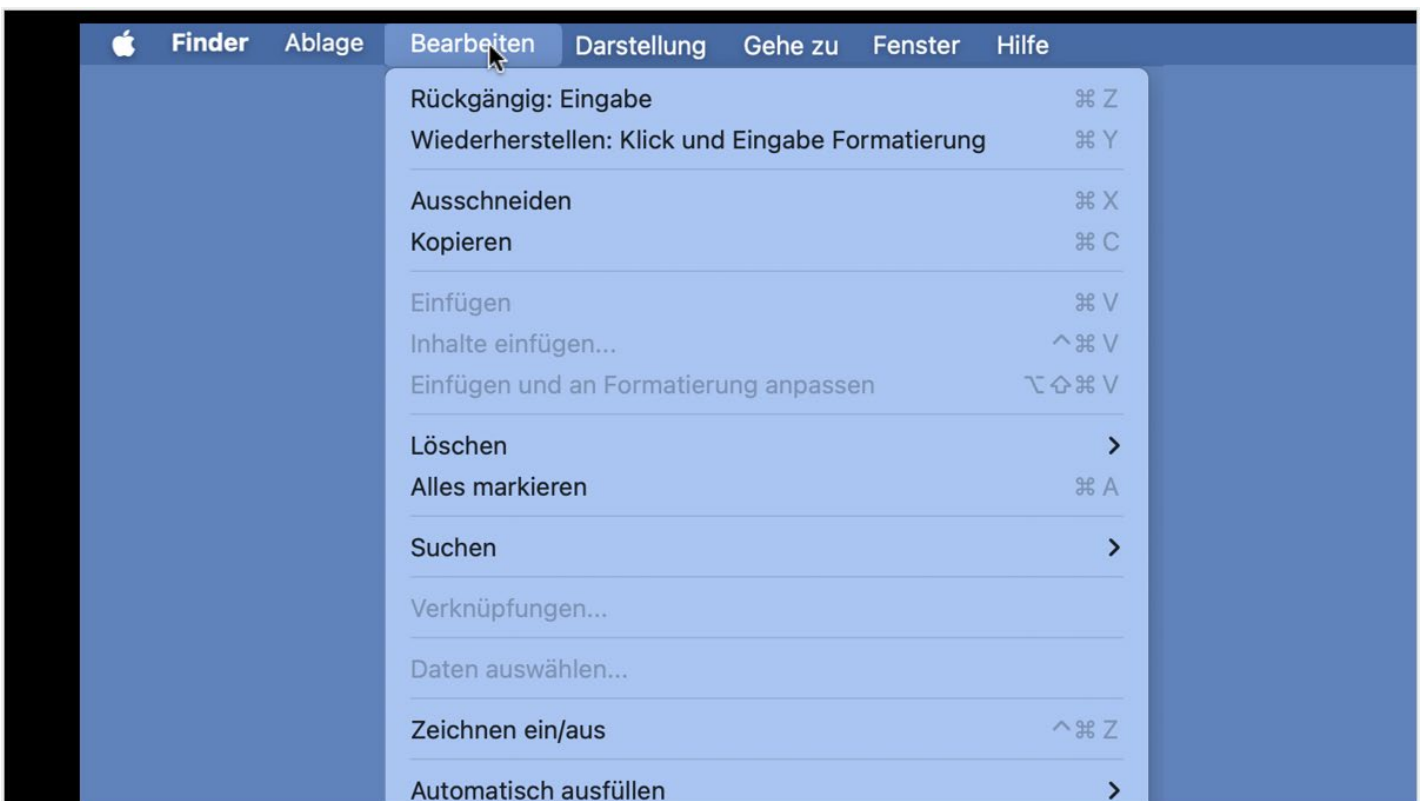 Finder Ablage Bearbeiten Darstellung Gehe zu Fenster Hilfe
Rückgängig: Eingabe ⌘ Z
Wiederherstellen: Klick und Eingabe Formatierung ⌘ Y
Ausschneiden ⌘ X
Kopieren ⌘ C
Einfügen ⌘ V
Inhalte einfügen... ^⌘ V
Einfügen und an Formatierung anpassen ⌥⇧⌘ V
Löschen
Alles markieren ⌘ A
Suchen
Verknüpfungen...
Daten auswählen...
Zeichnen ein/aus ^⌘ Z
Automatisch ausfüllen